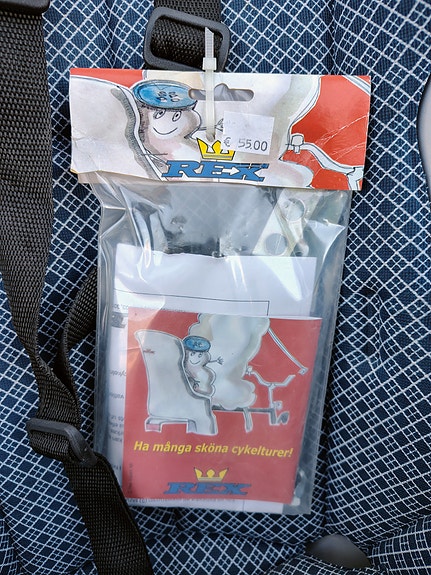 € 55.00
REX
Ha många sköna cykelturer!
REX